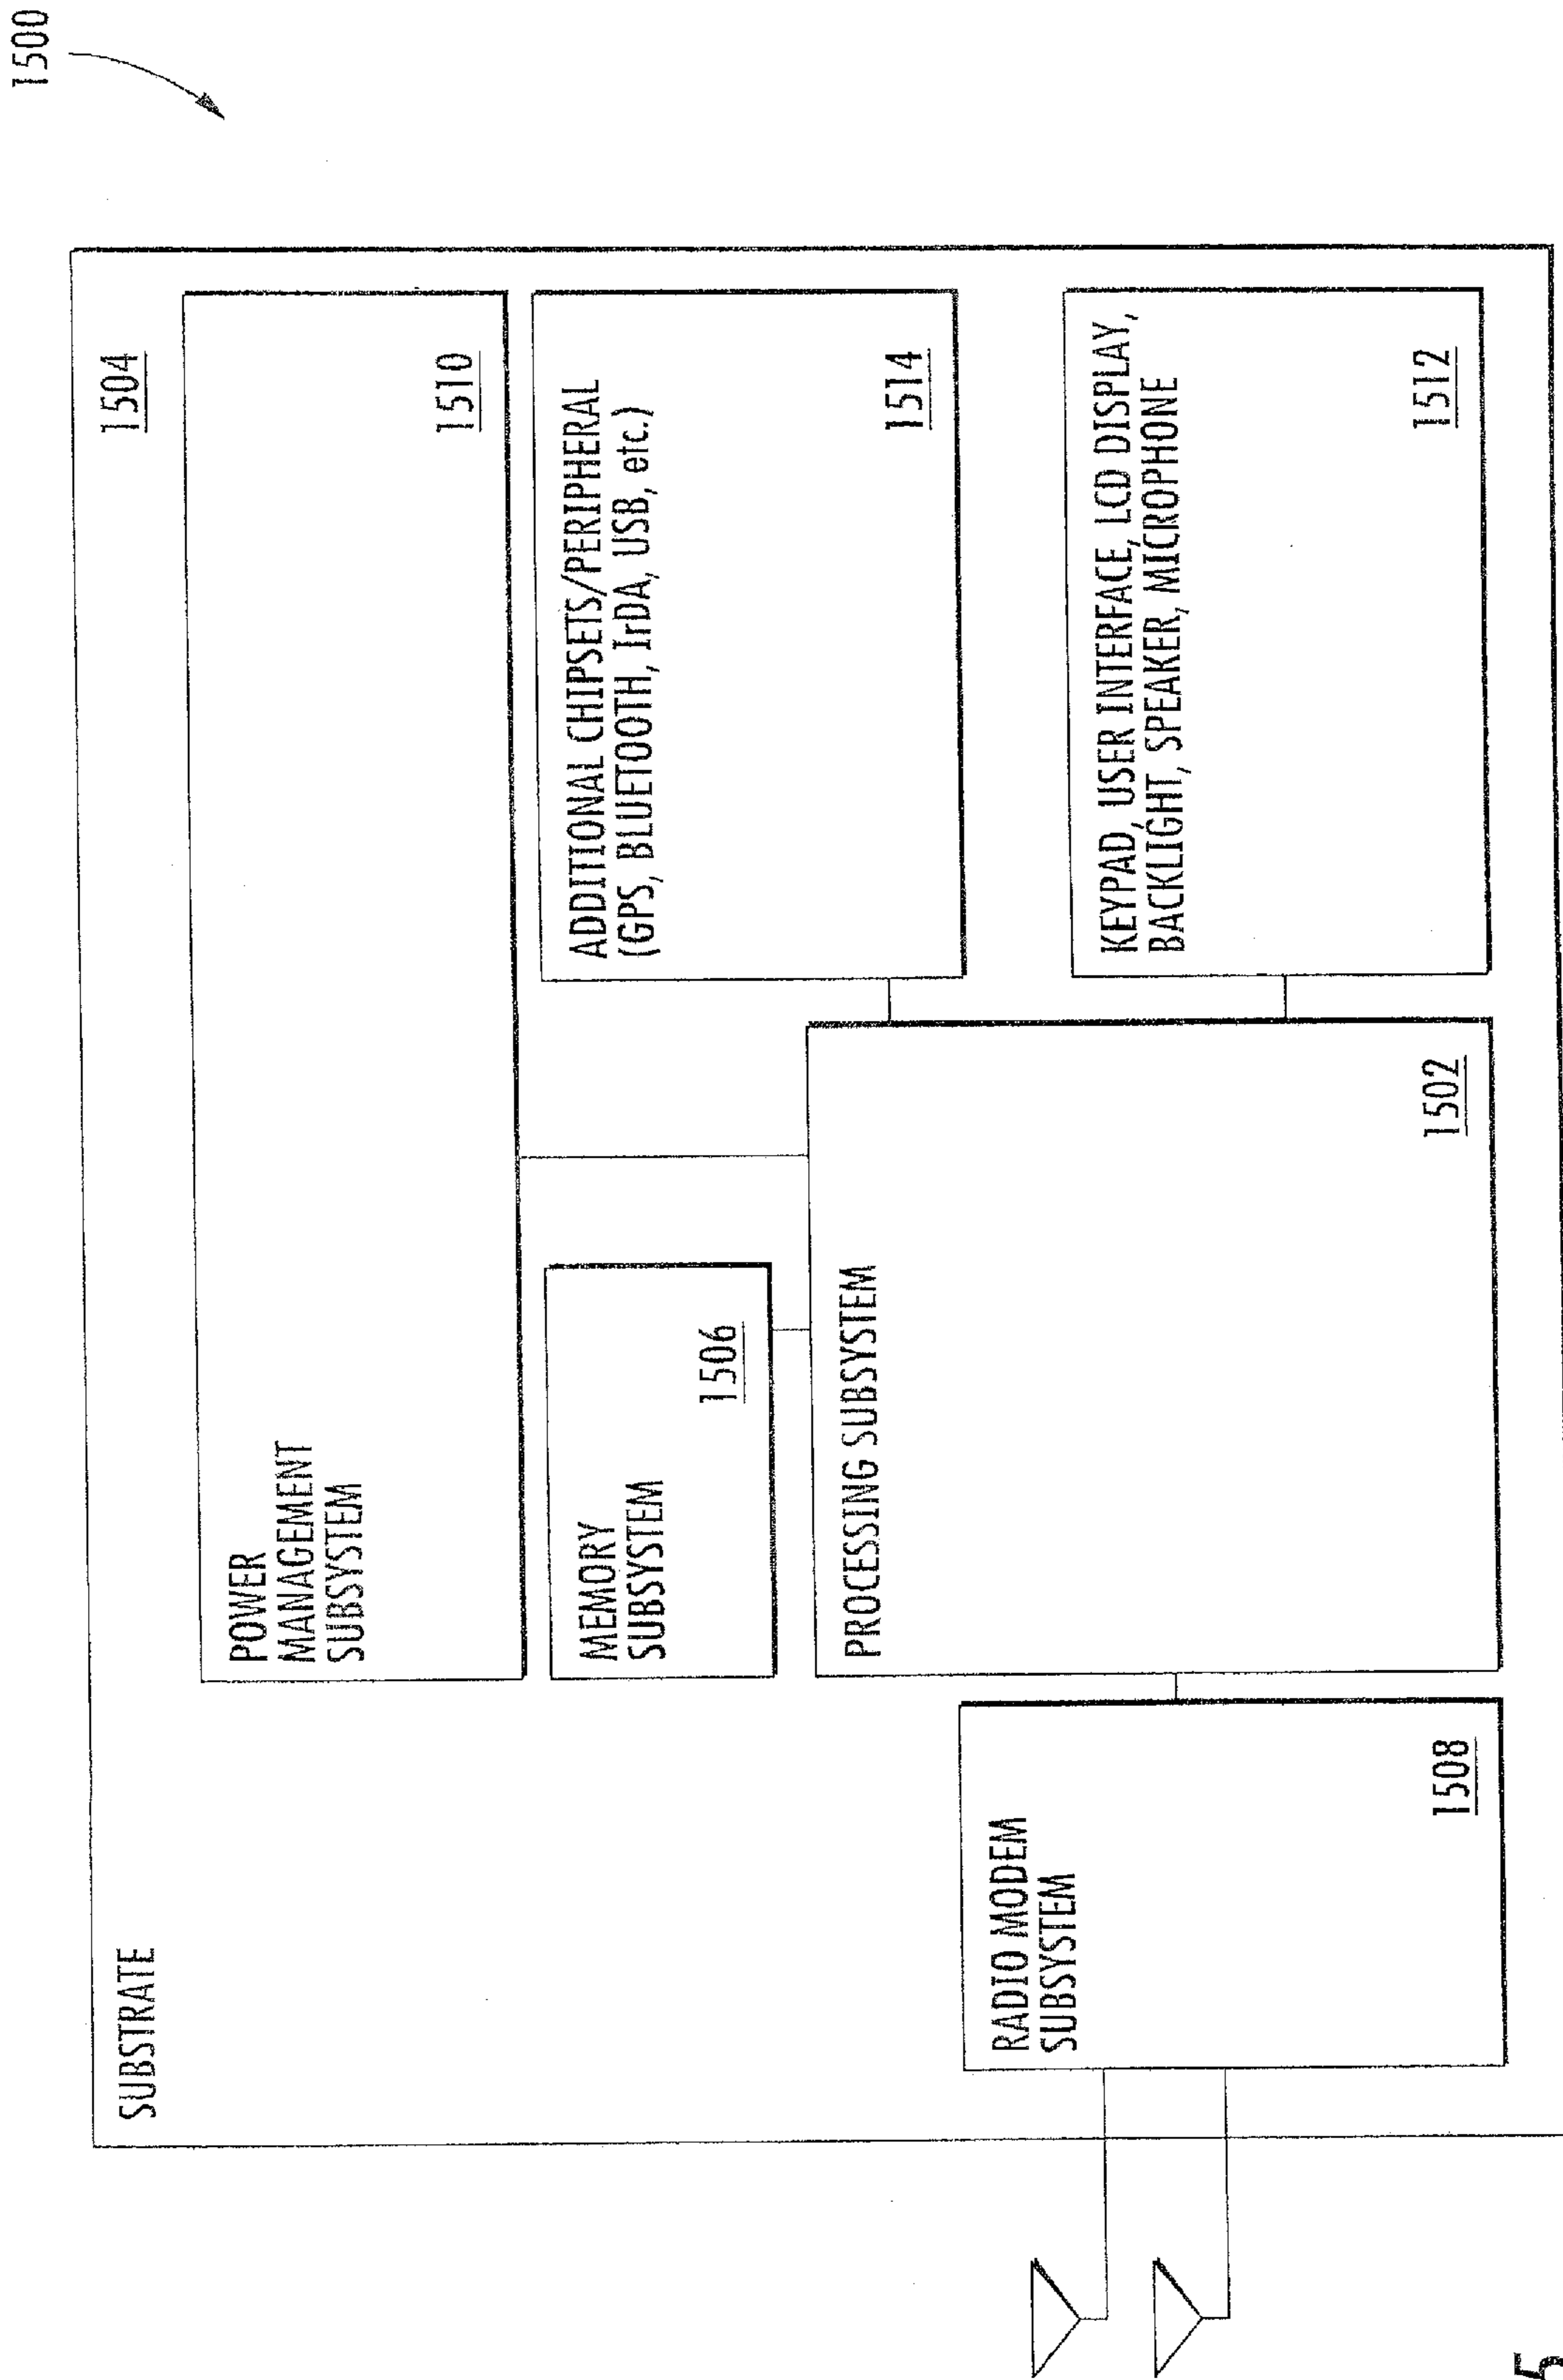 1500
SUBSTRATE
1504
POWER
MANAGEMENT
SUBSYSTEM
1510
MEMORY
SUBSYSTEM
1506
ADDITIONAL CHIPSETS/PERIPHERAL
(GPS, BLUETOOTH, IrDA, USB, etc.)
1514
PROCESSING SUBSYSTEM
1502
RADIO MODEM
SUBSYSTEM
1508
KEYPAD, USER INTERFACE, LCD DISPLAY,
BACKLIGHT, SPEAKER, MICROPHONE
1512
5